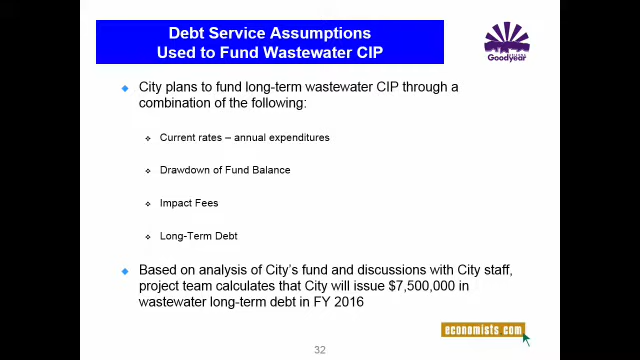 Debt Service Assumptions
Used to Fund Wastewater CIP
Goodyear
City plans to fund long-term wastewater CIP through a
combination of the following:
Current rates – annual expenditures
Drawdown of Fund Balance
Impact Fees
Long-Term Debt
Based on analysis of City's fund and discussions with City staff,
project team calculates that City will issue $7,500,000 in
wastewater long-term debt in FY 2016
economists.com
32